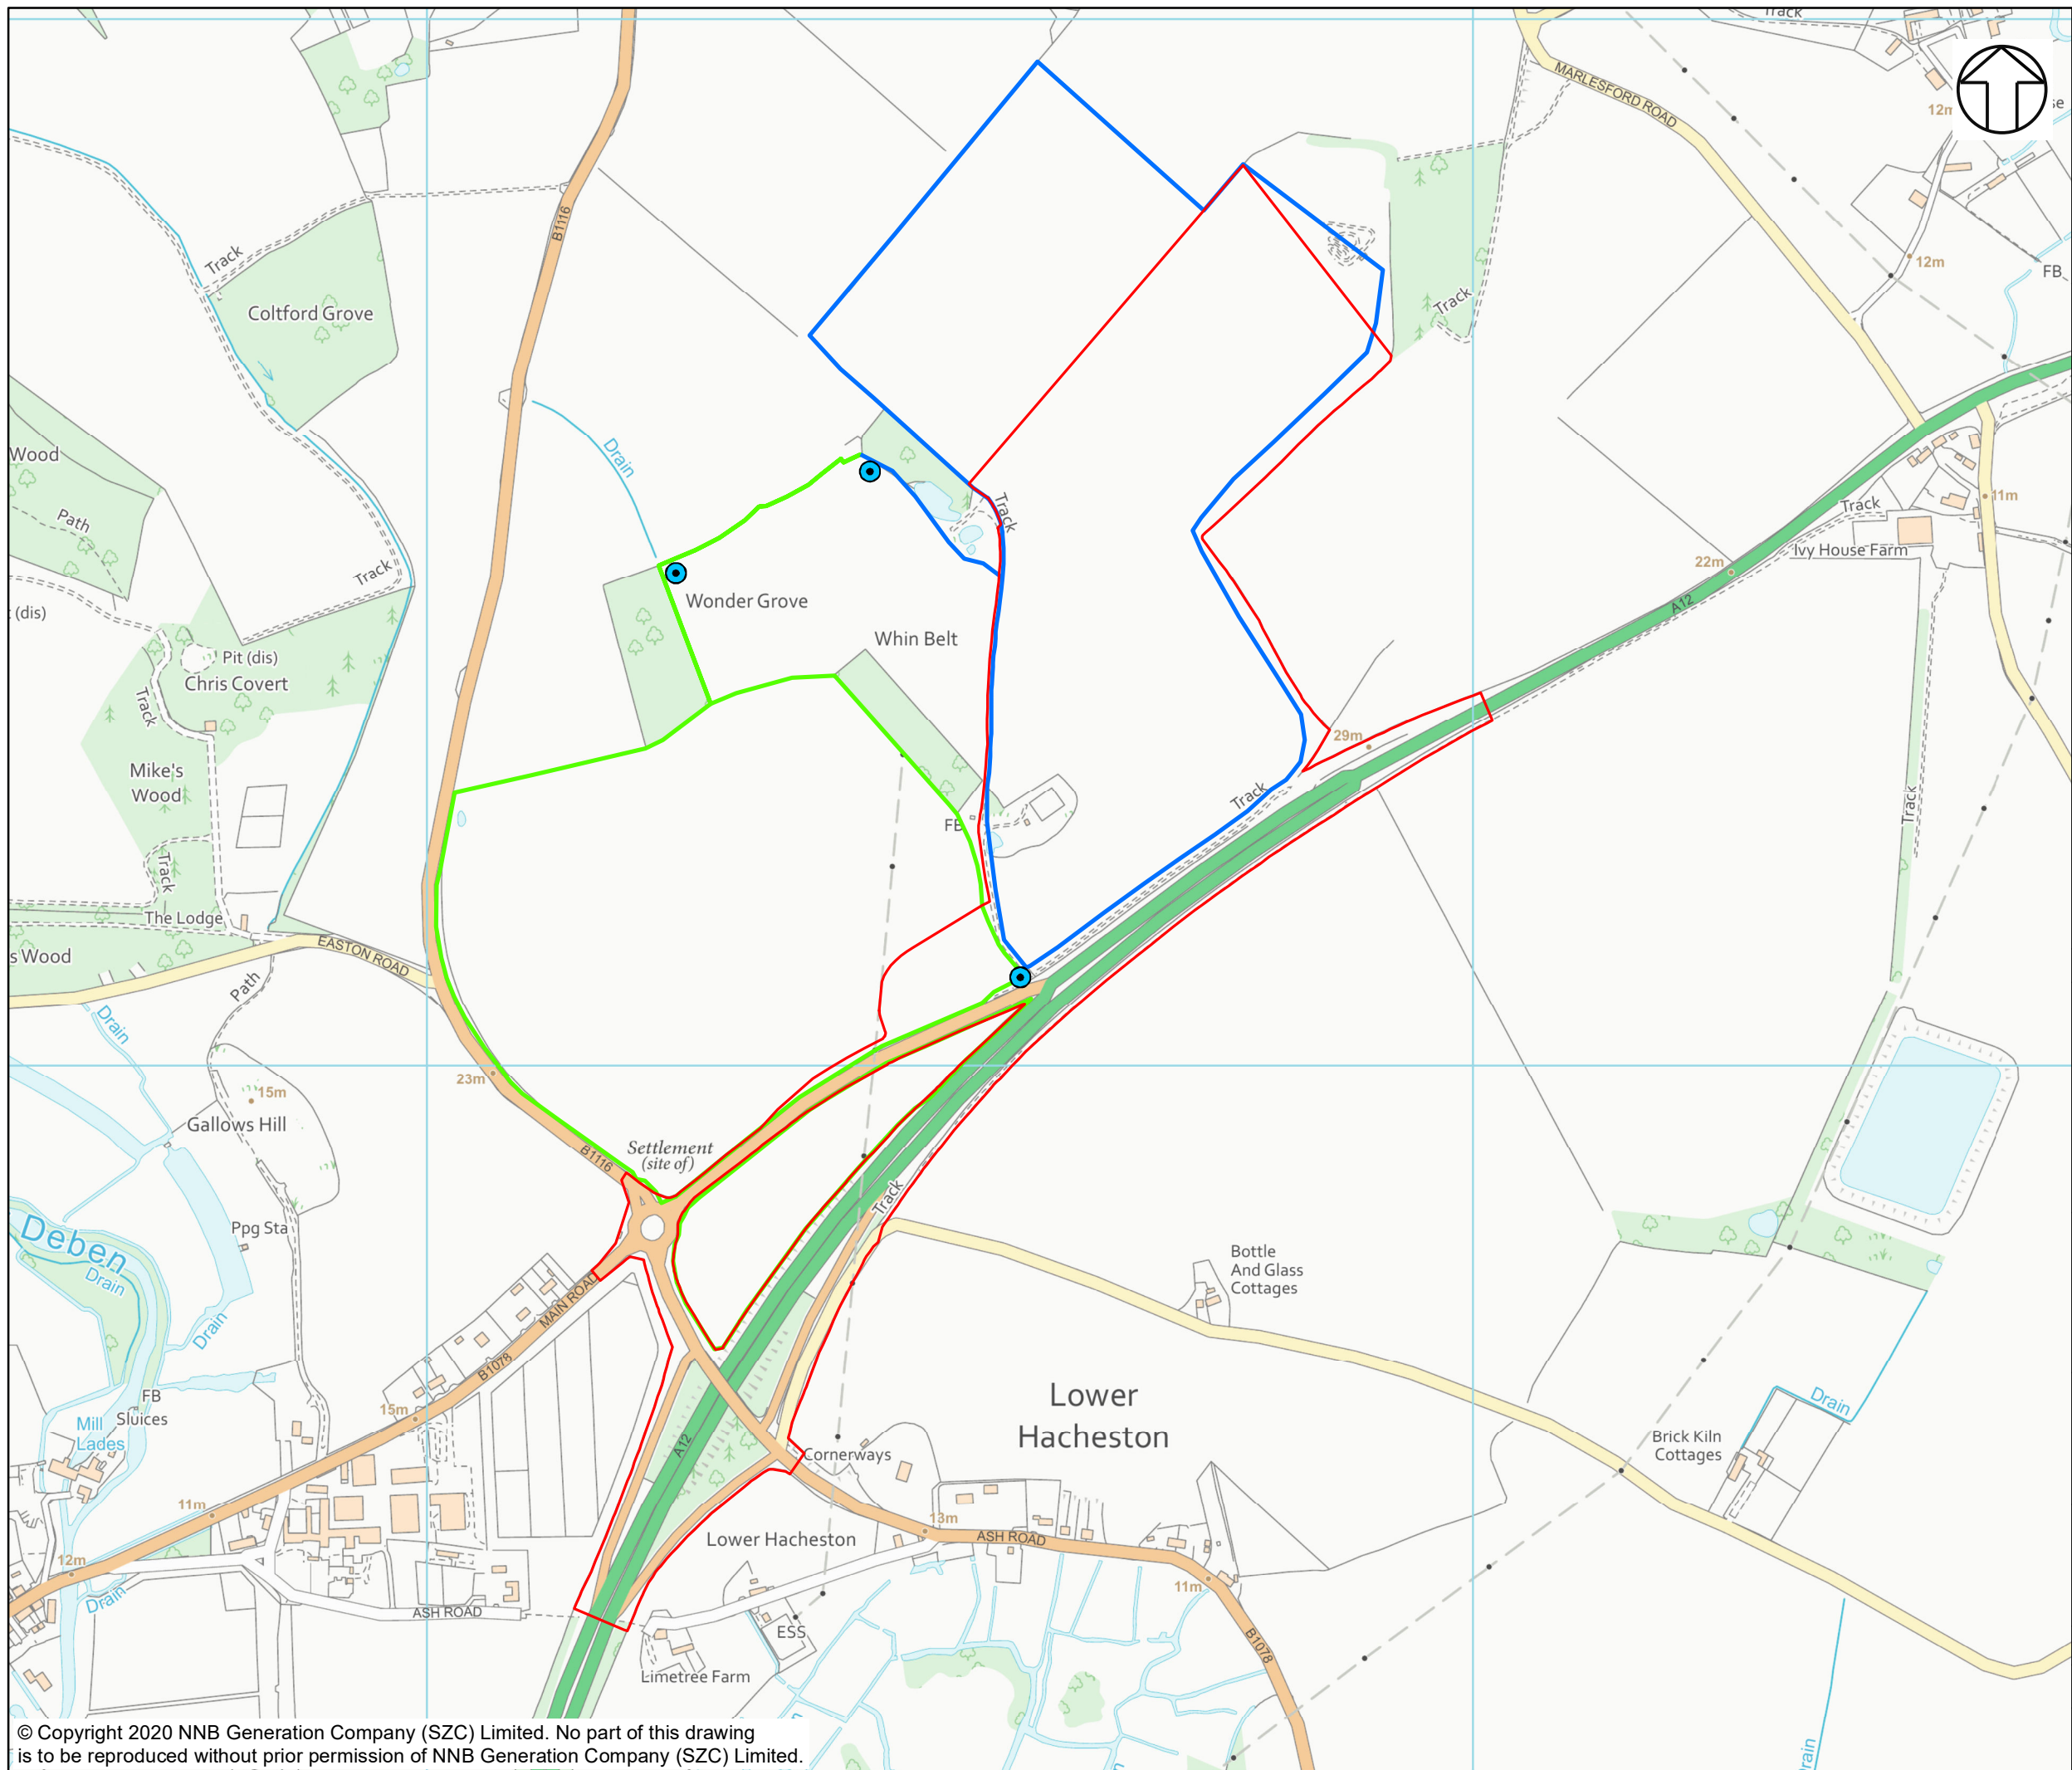 Track
MARLESFORD ROAD
12m
B1116
Track
Coltford Grove
12m
FB
Track
Drain
Wood
Path
Track
Track
Track
11m
Ivy House Farm
22m
A12
(dis)
Wonder Grove
Whin Belt
Pit (dis)
Chris Covert
Track
29m
Mike's
Wood
Track
Track
FB
Track
The Lodge
EASTON ROAD
s Wood
Path
Drain
23m
15m
Gallows Hill
B1116
Settlement
(site of)
Track
Ppg Sta
Deben
Drain
Drain
Bottle
And Glass
Cottages
MAIN ROAD
B1078
FB
Sluices
15m
Mill
Lades
A12
Lower
Hacheston
Drain
Brick Kiln
Cottages
Cornerways
11m
13m
Lower Hacheston
ASH ROAD
12m
Drain
11m
ASH ROAD
ESS
B1078
Limetree Farm
© Copyright 2020 NNB Generation Company (SZC) Limited. No part of this drawing
is to be reproduced without prior permission of NNB Generation Company (SZC) Limited.